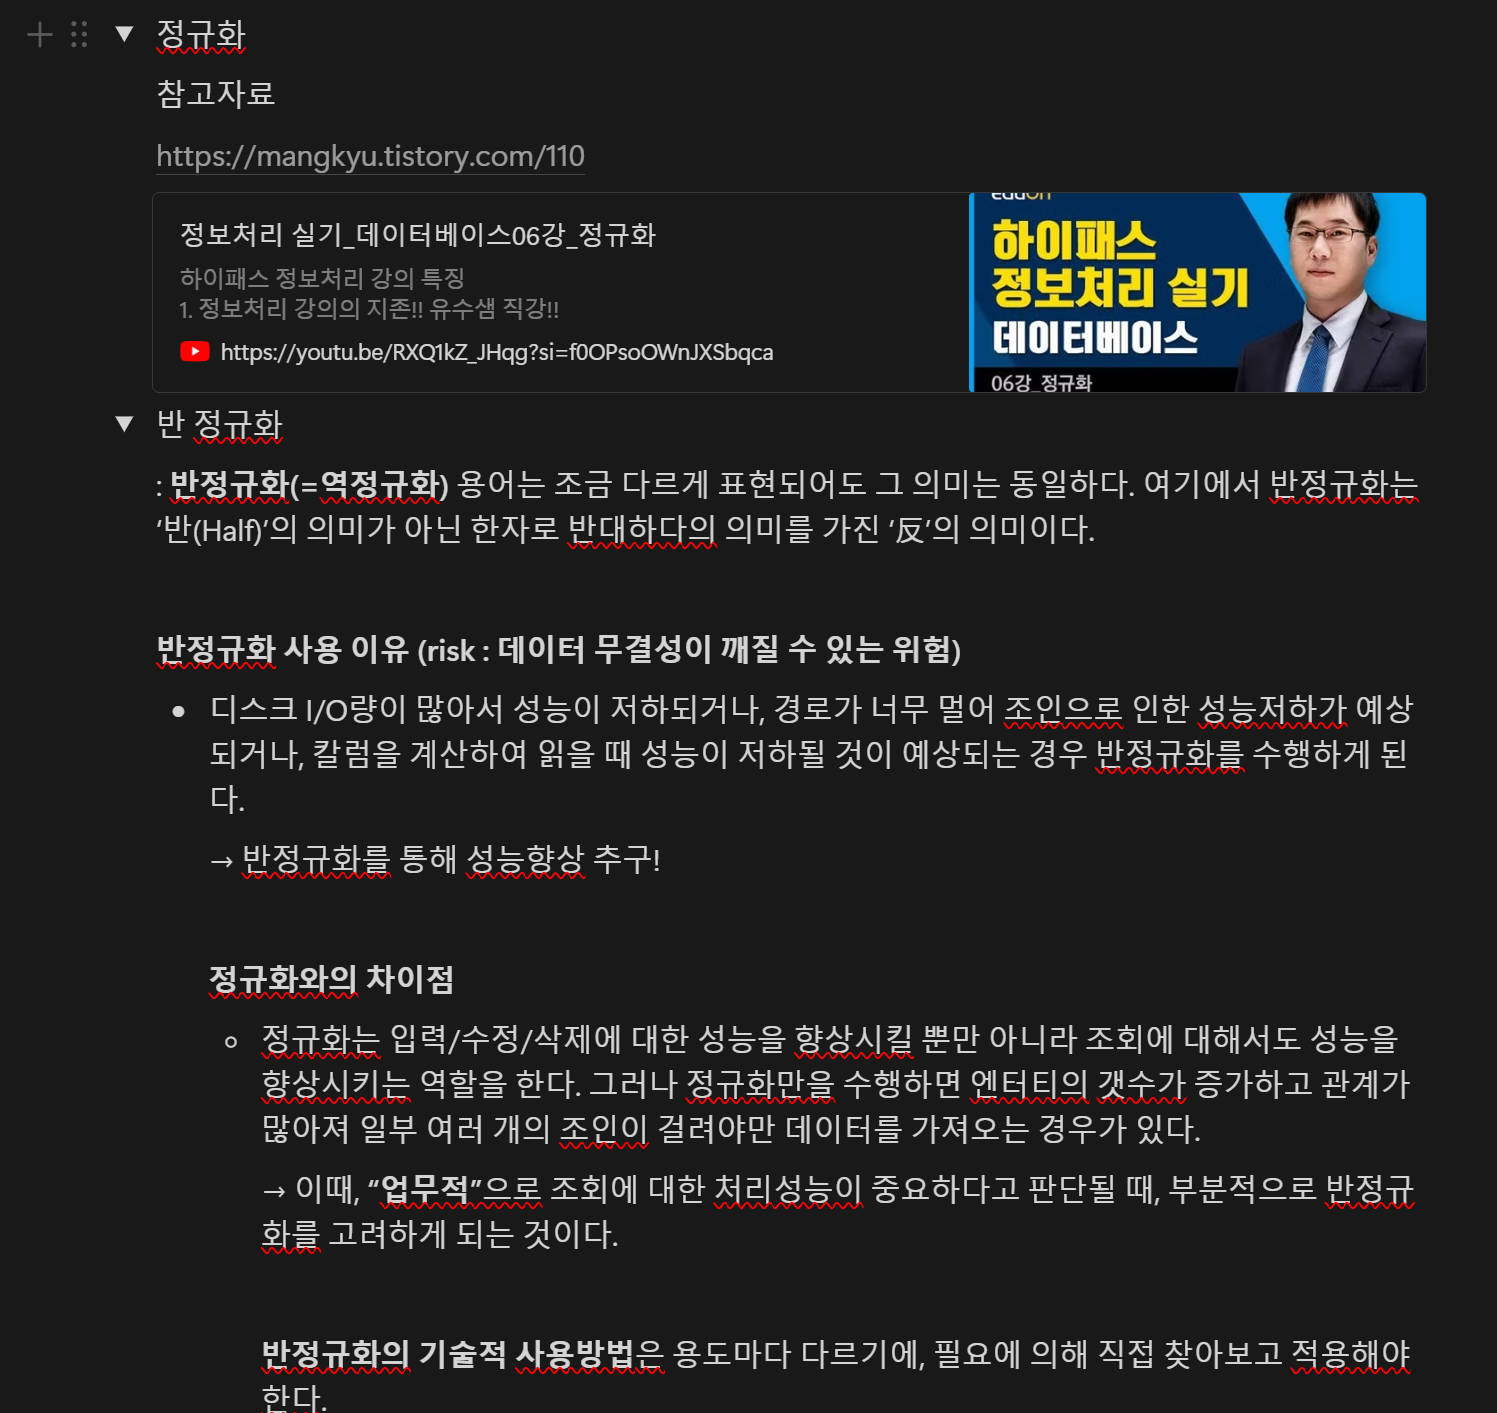 정규화
참고자료
https://mangkyu.tistory.com/110
정보처리 실기_데이터베이스06강_정규화
하이패스 정보처리 강의 특징
1. 정보처리 강의의 지존!! 유수샘 직강!!
https://youtu.be/RXQ1kZ_JHqg?si=f0OPsoOWnJXSbqca
하이패스
정보처리 실기
데이터베이스
06강_정규화
반 정규화
: 반정규화(=역정규화) 용어는 조금 다르게 표현되어도 그 의미는 동일하다. 여기에서 반정규화는
‘반(Half)’의 의미가 아닌 한자로 반대하다의 의미를 가진 ‘反’의 의미이다.
반정규화 사용 이유 (risk : 데이터 무결성이 깨질 수 있는 위험)
● 디스크 I/O량이 많아서 성능이 저하되거나, 경로가 너무 멀어 조인으로 인한 성능저하가 예상
되거나, 칼럼을 계산하여 읽을 때 성능이 저하될 것이 예상되는 경우 반정규화를 수행하게 된
다.
→ 반정규화를 통해 성능향상 추구!
정규화와의 차이점
○ 정규화는 입력/수정/삭제에 대한 성능을 향상시킬 뿐만 아니라 조회에 대해서도 성능을
향상시키는 역할을 한다. 그러나 정규화만을 수행하면 엔터티의 갯수가 증가하고 관계가
많아져 일부 여러 개의 조인이 걸려야만 데이터를 가져오는 경우가 있다.
→ 이때, “업무적”으로 조회에 대한 처리성능이 중요하다고 판단될 때, 부분적으로 반정규
화를 고려하게 되는 것이다.
반정규화의 기술적 사용방법은 용도마다 다르기에, 필요에 의해 직접 찾아보고 적용해야
한다.